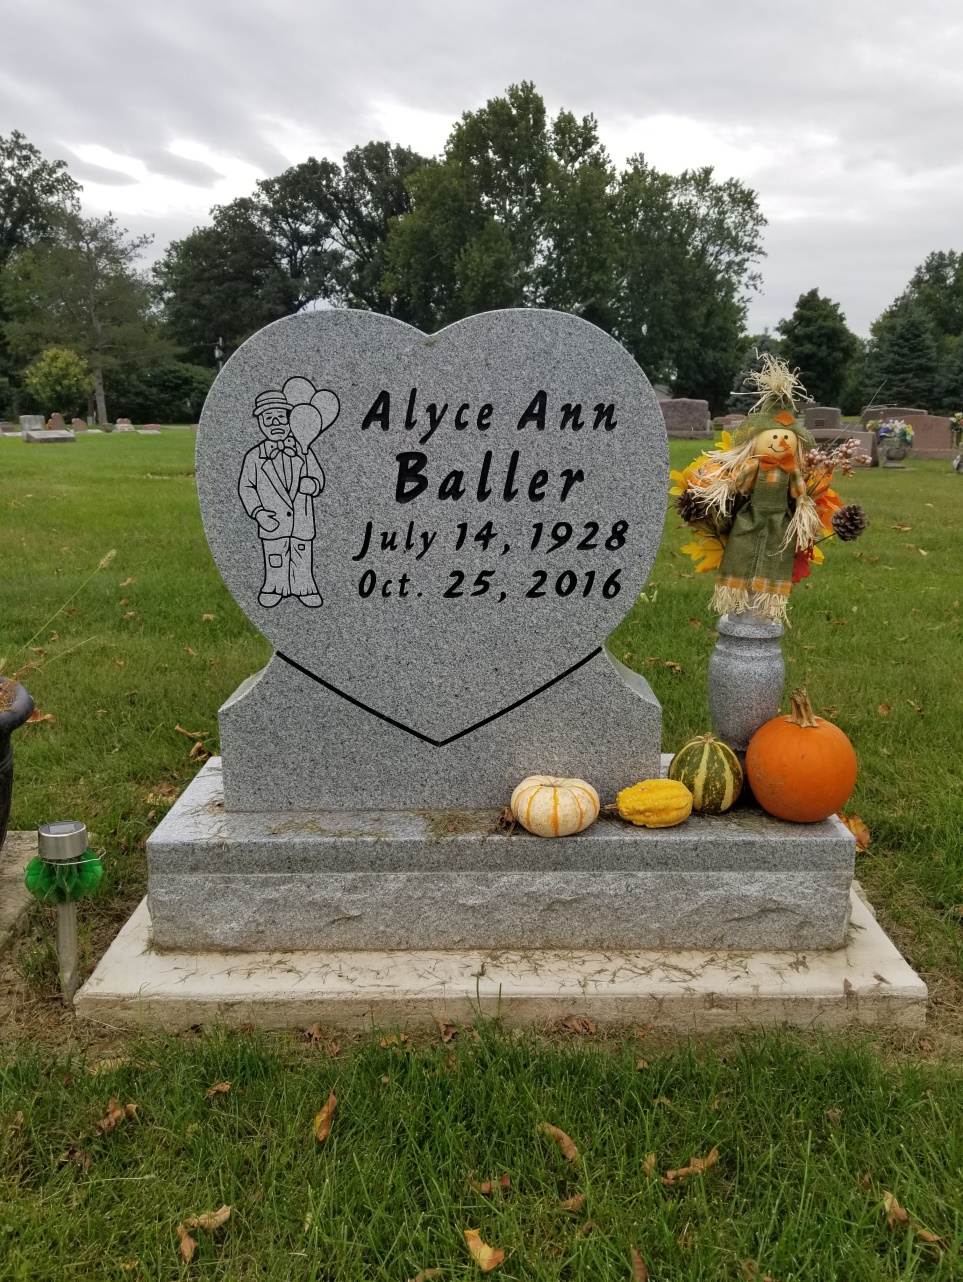 Alyce Ann
Baller
July 14, 1928
Oct. 25, 2016